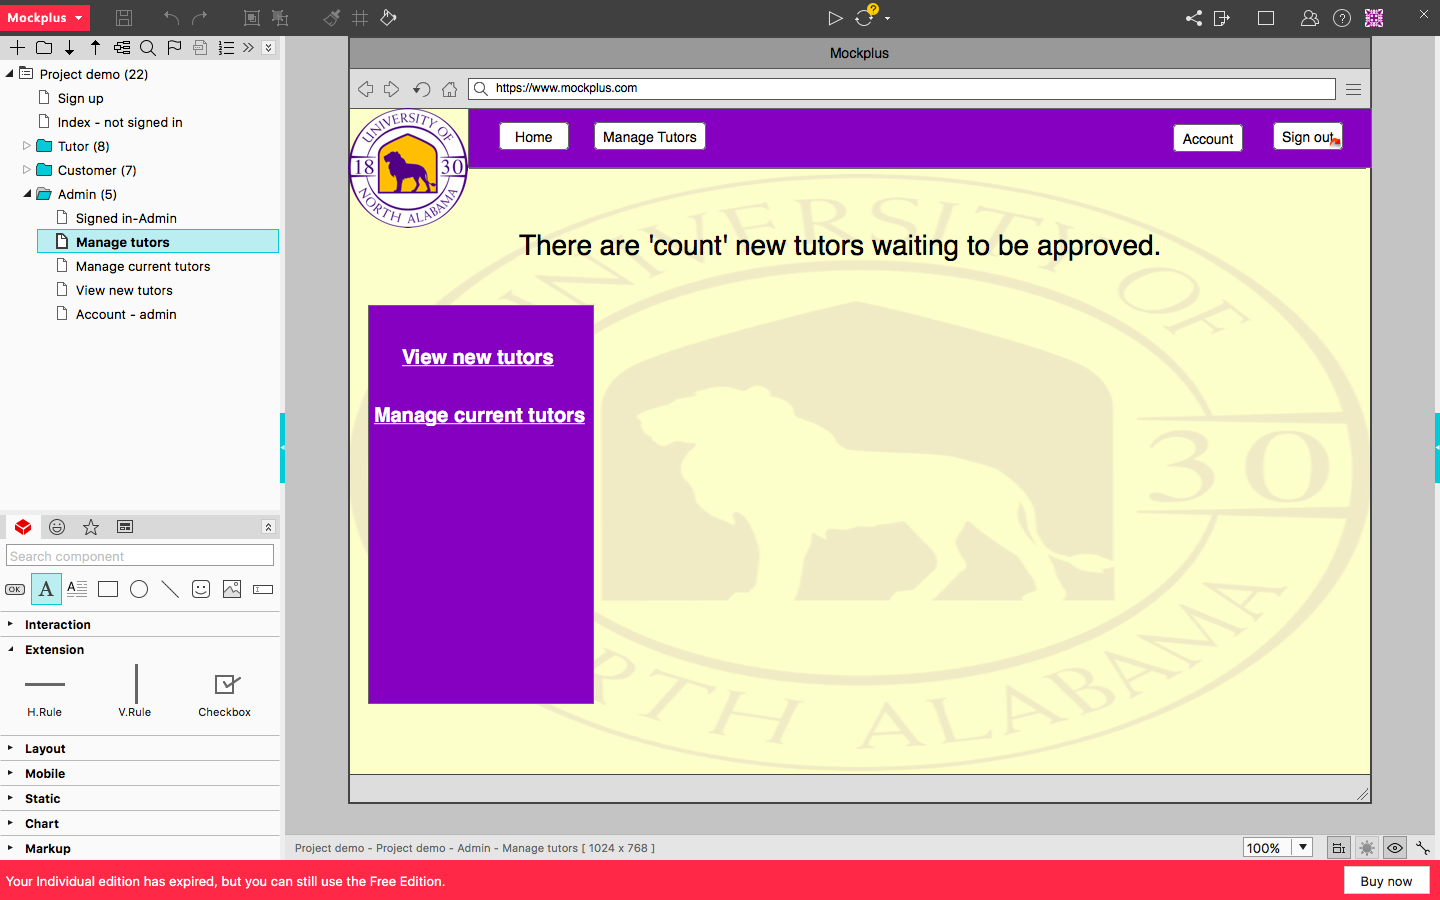 Mockplus
Mockplus
https://www.mockplus.com
Project demo (22)
Sign up
Index - not signed in
Tutor (8)
Customer (7)
Admin (5)
Signed in-Admin
Manage tutors
Manage current tutors
View new tutors
Account - admin
Search component
OK
A
A
Interaction
Extension
H.Rule
V.Rule
Checkbox
Layout
Mobile
Static
Chart
Markup
UNIVERSITY OF
18 30
NORTH ALABAMA
Home
Manage Tutors
Account
Sign out
There are 'count' new tutors waiting to be approved.
View new tutors
Manage current tutors
UNIVERSITY OF
30
NORTH ALABAMA
Project demo - Project demo - Admin - Manage tutors [ 1024 x 768 ]
100%
Your Individual edition has expired, but you can still use the Free Edition.
Buy now